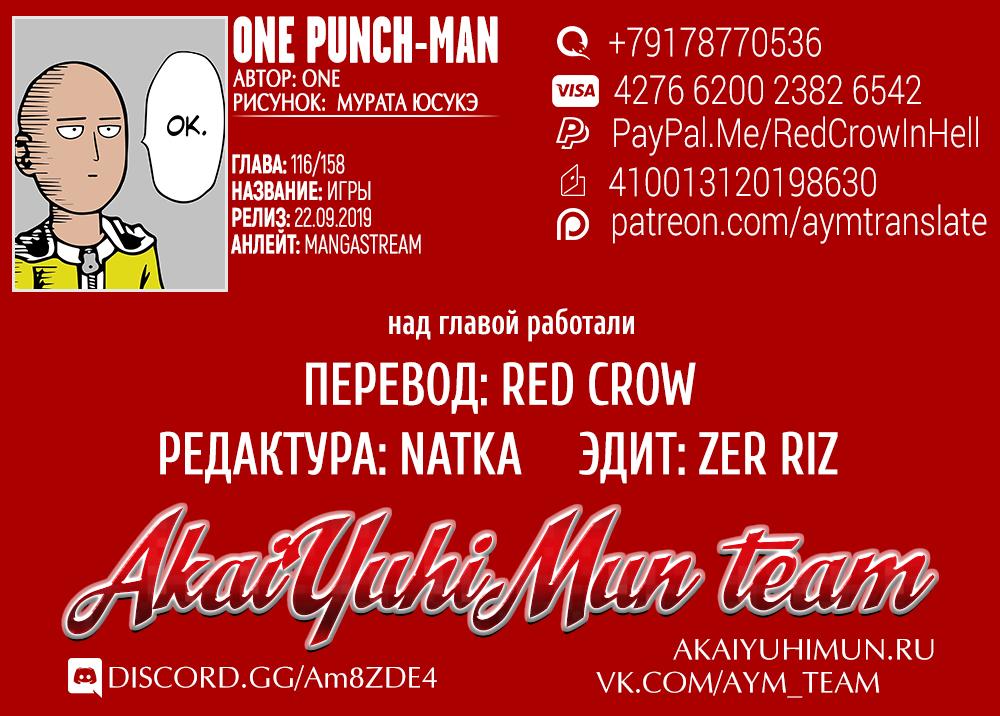 OK.
ONE PUNCH-MAN
АВТОР: ONE
РИСУНОК: МУРАТА ЮСУКЭ
ГЛАВА: 116/158
НАЗВАНИЕ: ИГРЫ
РЕЛИЗ: 22.09.2019
АНЛЕЙТ: MANGASTREAM
+79178770536
VISA 4276 6200 2382 6542
PayPal.Me/RedCrowInHell
410013120198630
patreon.com/aymtranslate
над главой работали
ПЕРЕВОД: RED CROW
РЕДАКТУРА: NATKA ЭДИТ: ZER RIZ
AkaiYuhiMun team
DISCORD.GG/Am8ZDE4
AKAIYUHIMUN.RU
VK.COM/AYM_TEAM